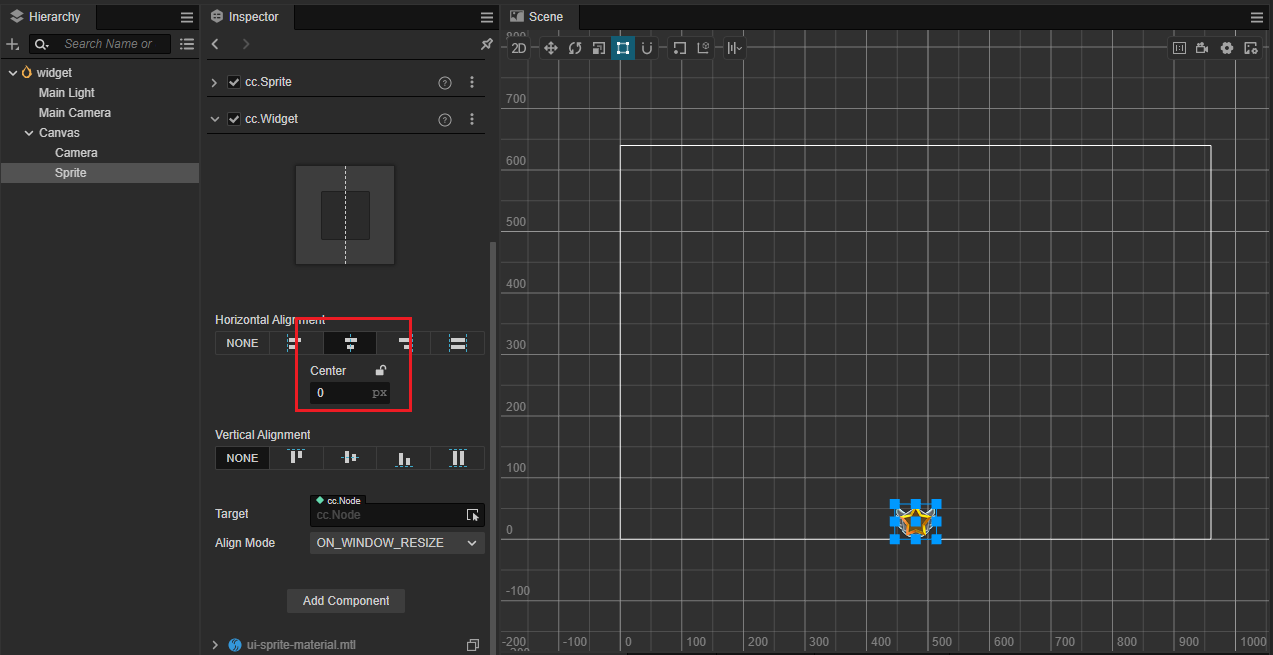 Hierarchy
Search Name or
widget
Main Light
Main Camera
Canvas
Camera
Sprite
Inspector
cc.Sprite
cc.Widget
Horizontal Alignment
NONE
Center
0 px
Vertical Alignment
NONE
Target
cc.Node
cc.Node
Align Mode
ON_WINDOW_RESIZE
Add Component
ui-sprite-material.mtl
Scene
2D
800
700
600
500
400
300
200
100
0
-100
-200
-100
0
100
200
300
400
500
600
700
800
900
1000